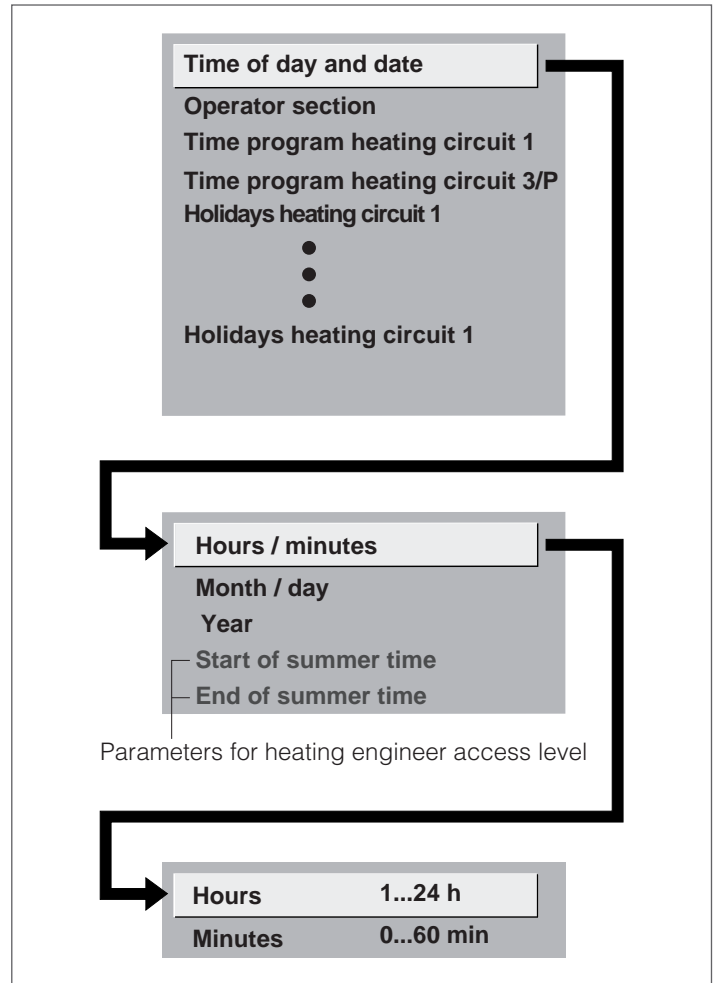 Time of day and date
Operator section
Time program heating circuit 1
Time program heating circuit 3/P
Holidays heating circuit 1
Holidays heating circuit 1
Hours / minutes
Month / day
Year
Start of summer time
End of summer time
Parameters for heating engineer access level
Hours 1...24 h
Minutes 0...60 min